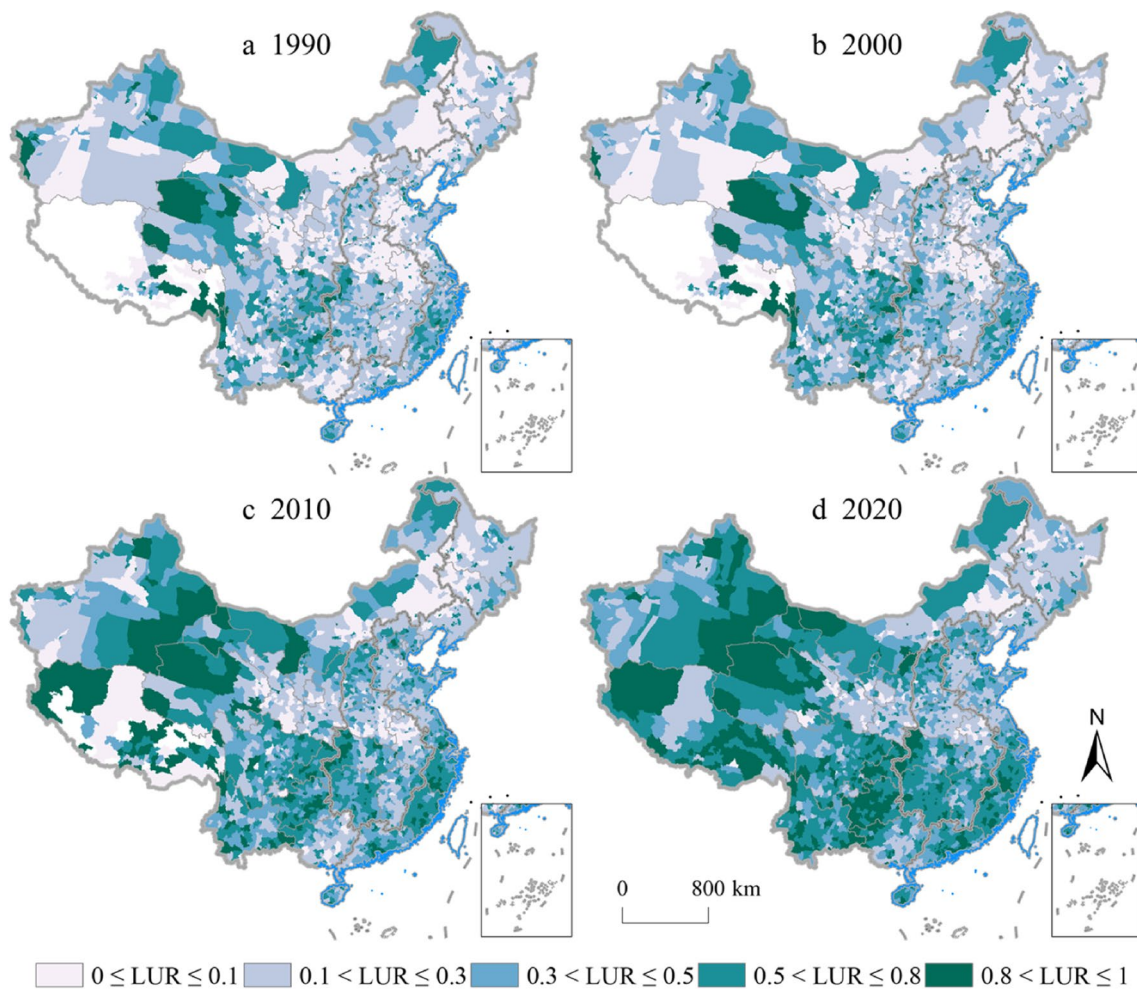 a 1990
b 2000
c 2010
d 2020
N
0 800 km
0 ≤ LUR ≤ 0.1 0.1 < LUR ≤ 0.3 0.3 < LUR ≤ 0.5 0.5 < LUR ≤ 0.8 0.8 < LUR ≤ 1